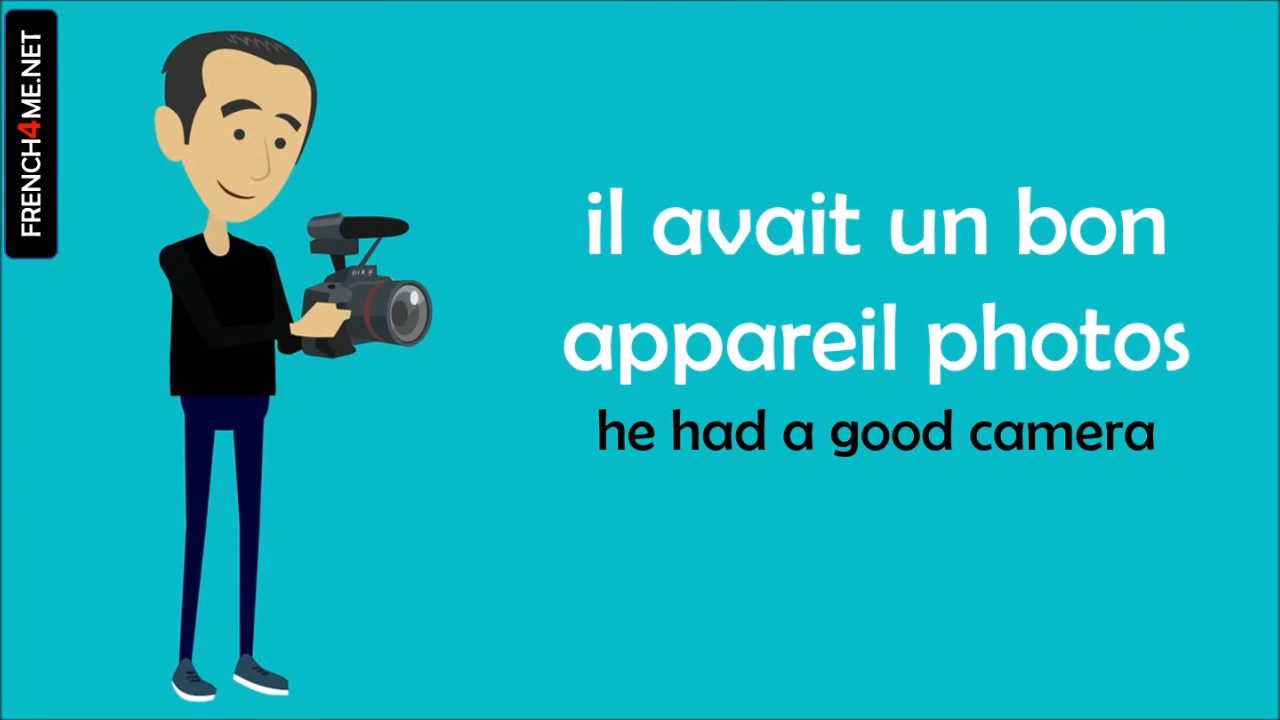 FRENCH4ME.NET
il avait un bon
appareil photos
he had a good camera